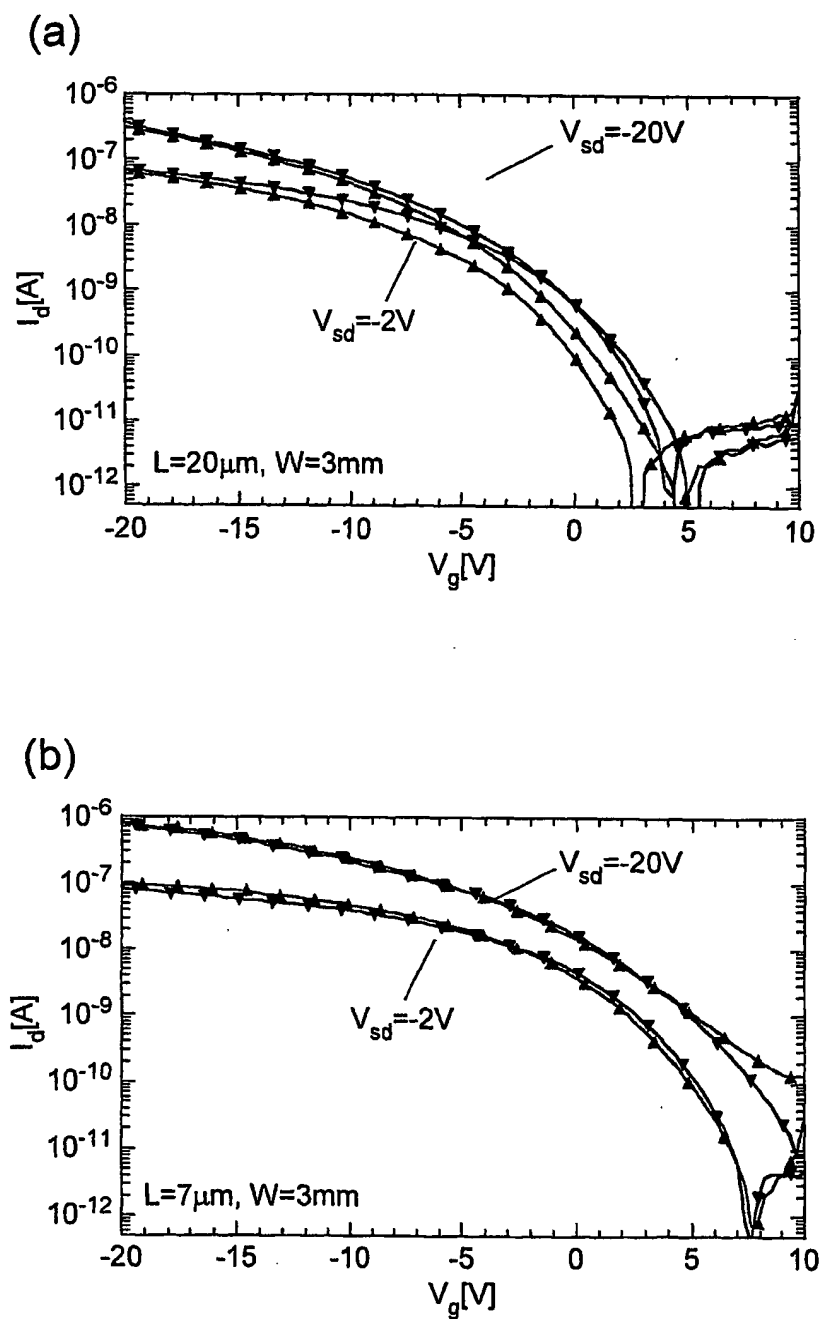 (a)
10^-6
10^-7
10^-8
10^-9
10^-10
10^-11
10^-12
I_d[A]
V_sd=-20V
V_sd=-2V
L=20μm, W=3mm
-20 -15 -10 -5 0 5 10
V_g[V]
(b)
10^-6
10^-7
10^-8
10^-9
10^-10
10^-11
10^-12
I_d[A]
V_sd=-20V
V_sd=-2V
L=7μm, W=3mm
-20 -15 -10 -5 0 5 10
V_g[V]